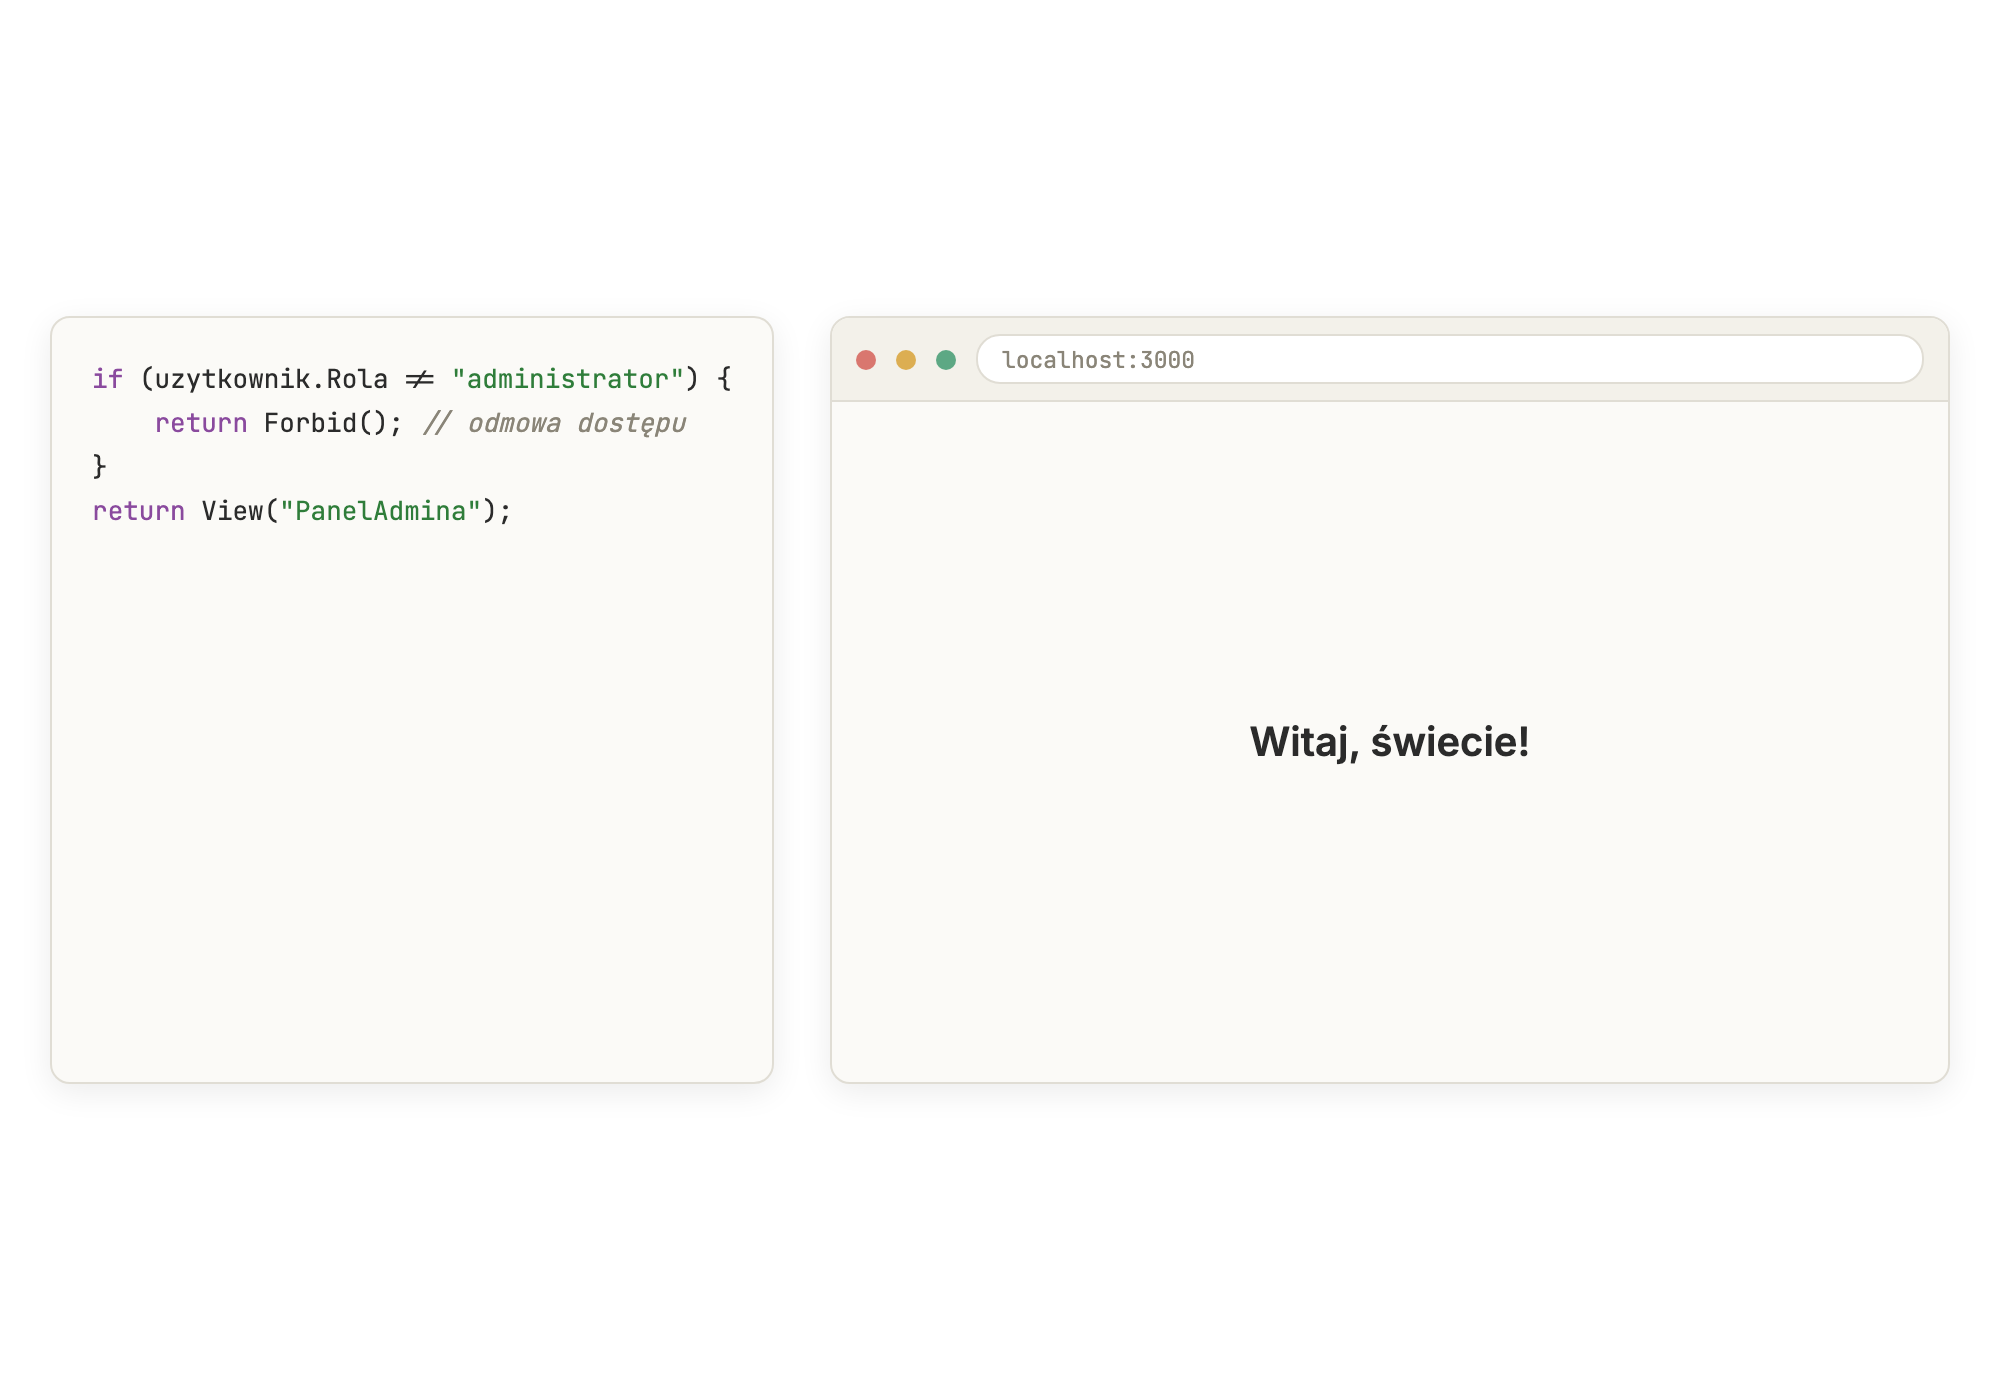 if (uzytkownik.Rola != "administrator") {
    return Forbid(); // odmowa dostępu
}
return View("PanelAdmina");
localhost:3000
Witaj, świecie!